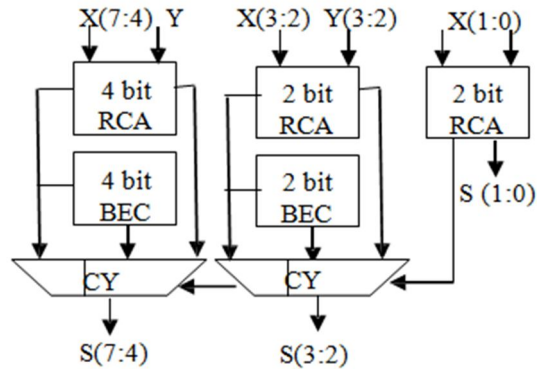 X(7:4) Y
X(3:2) Y(3:2)
X(1:0)
4 bit
RCA
2 bit
RCA
2 bit
RCA
4 bit
BEC
2 bit
BEC
S (1:0)
CY
CY
S(7:4)
S(3:2)